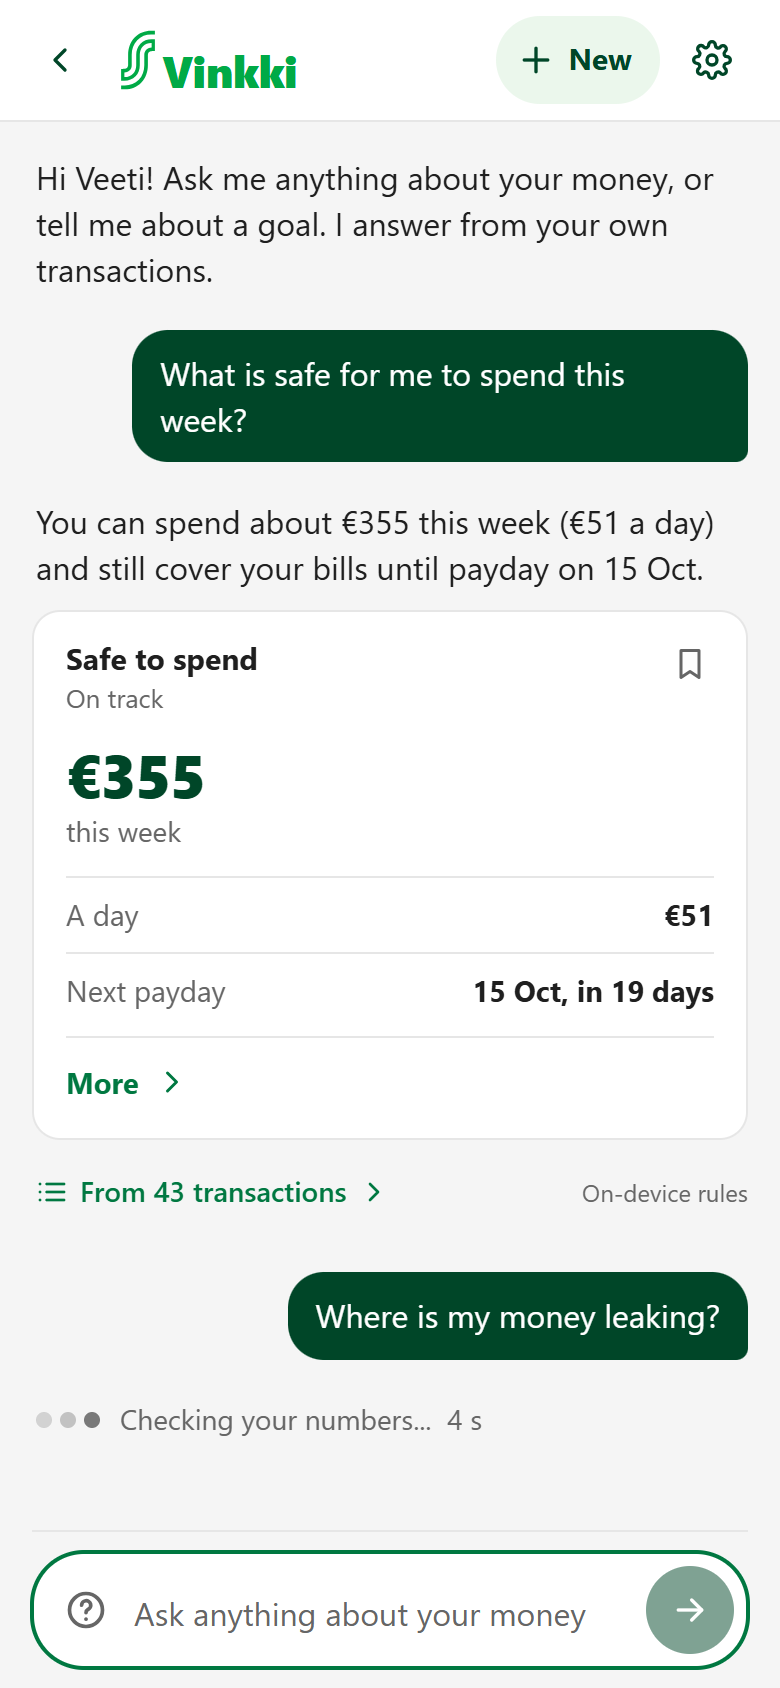 Vinkki
New
Hi Veeti! Ask me anything about your money, or
tell me about a goal. I answer from your own
transactions.
What is safe for me to spend this
week?
You can spend about €355 this week (€51 a day)
and still cover your bills until payday on 15 Oct.
Safe to spend
On track
€355
this week
A day €51
Next payday 15 Oct, in 19 days
More
From 43 transactions On-device rules
Where is my money leaking?
Checking your numbers... 4 s
Ask anything about your money